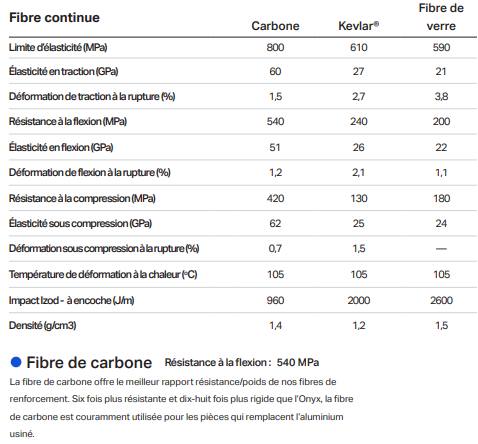 Fibre continue Carbone Kevlar® Fibre de verre
Limite d'élasticité (MPa) 800 610 590
Élasticité en traction (GPa) 60 27 21
Déformation de traction à la rupture (%) 1,5 2,7 3,8
Résistance à la flexion (MPa) 540 240 200
Élasticité en flexion (GPa) 51 26 22
Déformation de flexion à la rupture (%) 1,2 2,1 1,1
Résistance à la compression (MPa) 420 130 180
Élasticité sous compression (GPa) 62 25 24
Déformation sous compression à la rupture (%) 0,7 1,5 —
Température de déformation à la chaleur (°C) 105 105 105
Impact Izod - à encoche (J/m) 960 2000 2600
Densité (g/cm3) 1,4 1,2 1,5
Fibre de carbone Résistance à la flexion : 540 MPa
La fibre de carbone offre le meilleur rapport résistance/poids de nos fibres de
renforcement. Six fois plus résistante et dix-huit fois plus rigide que l'Onyx, la fibre
de carbone est couramment utilisée pour les pièces qui remplacent l'aluminium
usiné.